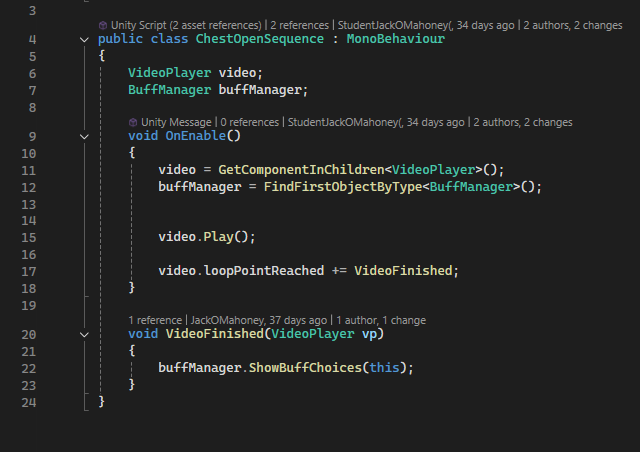 3
Unity Script (2 asset references) | 2 references | StudentJackOMahoney(, 34 days ago | 2 authors, 2 changes
4 public class ChestOpenSequence : MonoBehaviour
5 {
6 VideoPlayer video;
7 BuffManager buffManager;
8
Unity Message | 0 references | StudentJackOMahoney(, 34 days ago | 2 authors, 2 changes
9 void OnEnable()
10 {
11 video = GetComponentInChildren<VideoPlayer>();
12 buffManager = FindFirstObjectByType<BuffManager>();
13
14
15 video.Play();
16
17 video.loopPointReached += VideoFinished;
18 }
19
1 reference | JackOMahoney, 37 days ago | 1 author, 1 change
20 void VideoFinished(VideoPlayer vp)
21 {
22 buffManager.ShowBuffChoices(this);
23 }
24 }